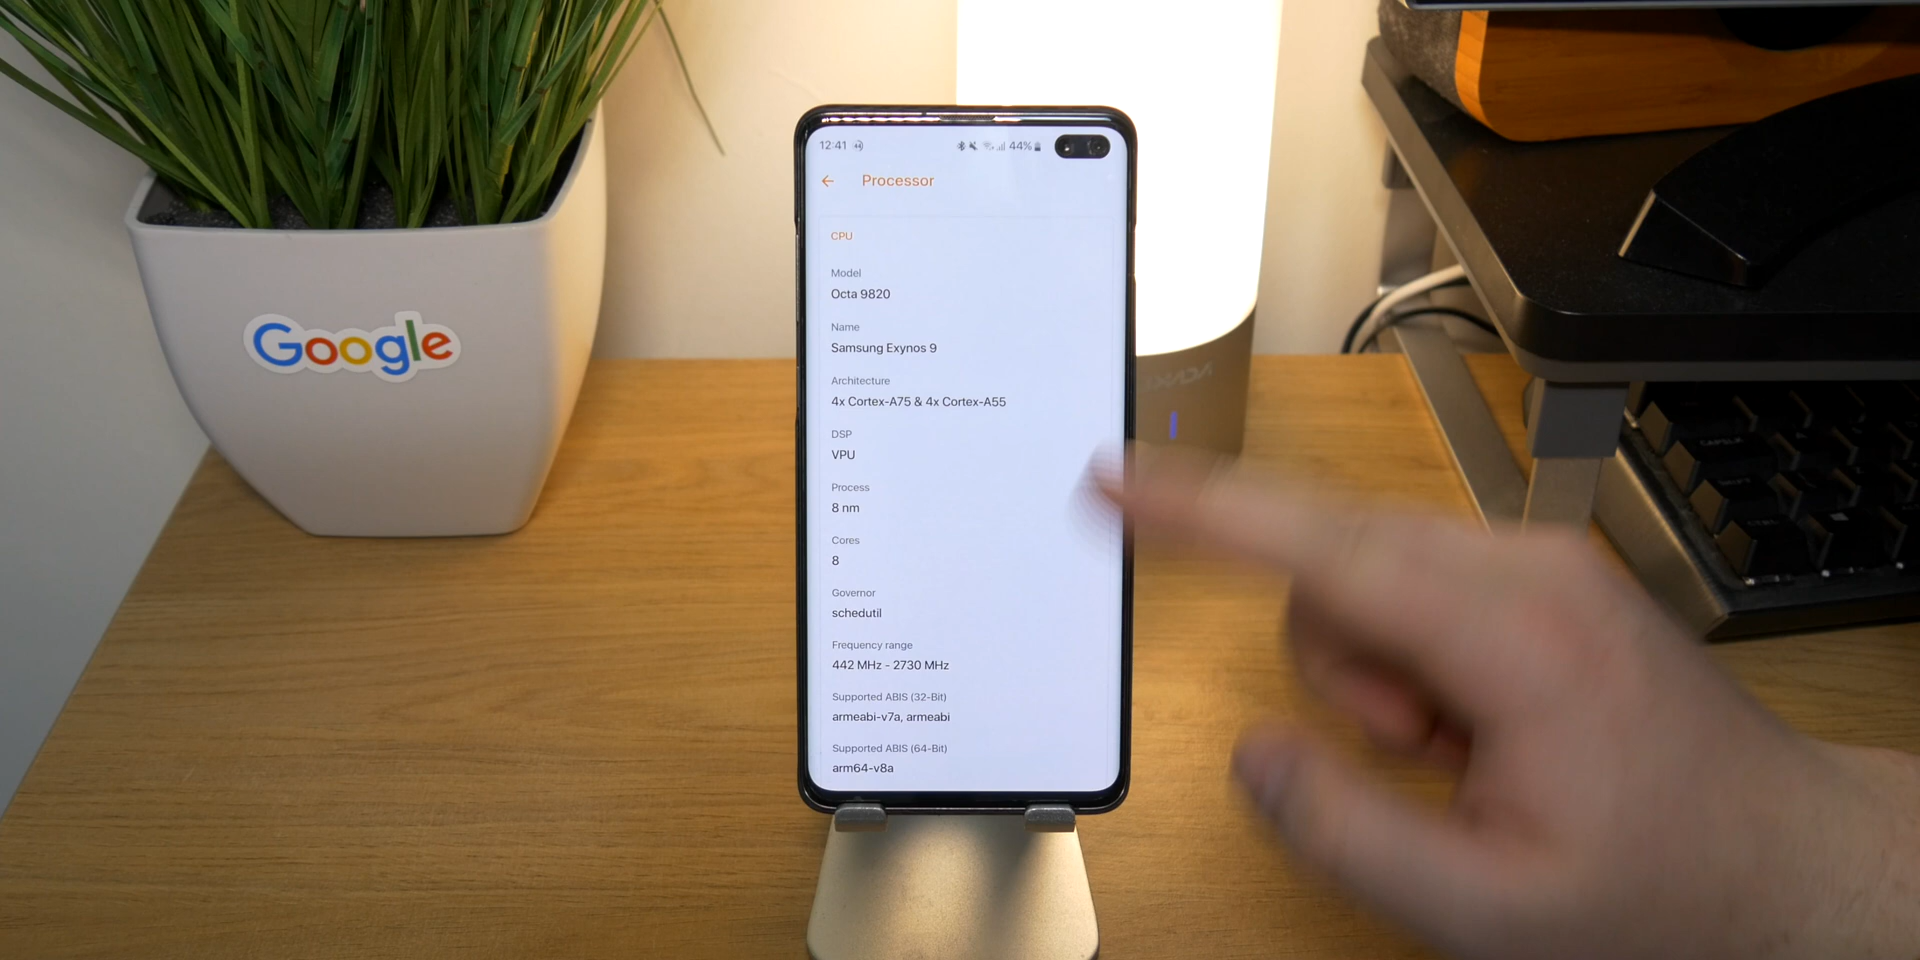 Google
12:41 44%
Processor
CPU
Model
Octa 9820
Name
Samsung Exynos 9
Architecture
4x Cortex-A75 & 4x Cortex-A55
DSP
VPU
Process
8 nm
Cores
8
Governor
schedutil
Frequency range
442 MHz - 2730 MHz
Supported ABIS (32-Bit)
armeabi-v7a, armeabi
Supported ABIS (64-Bit)
arm64-v8a